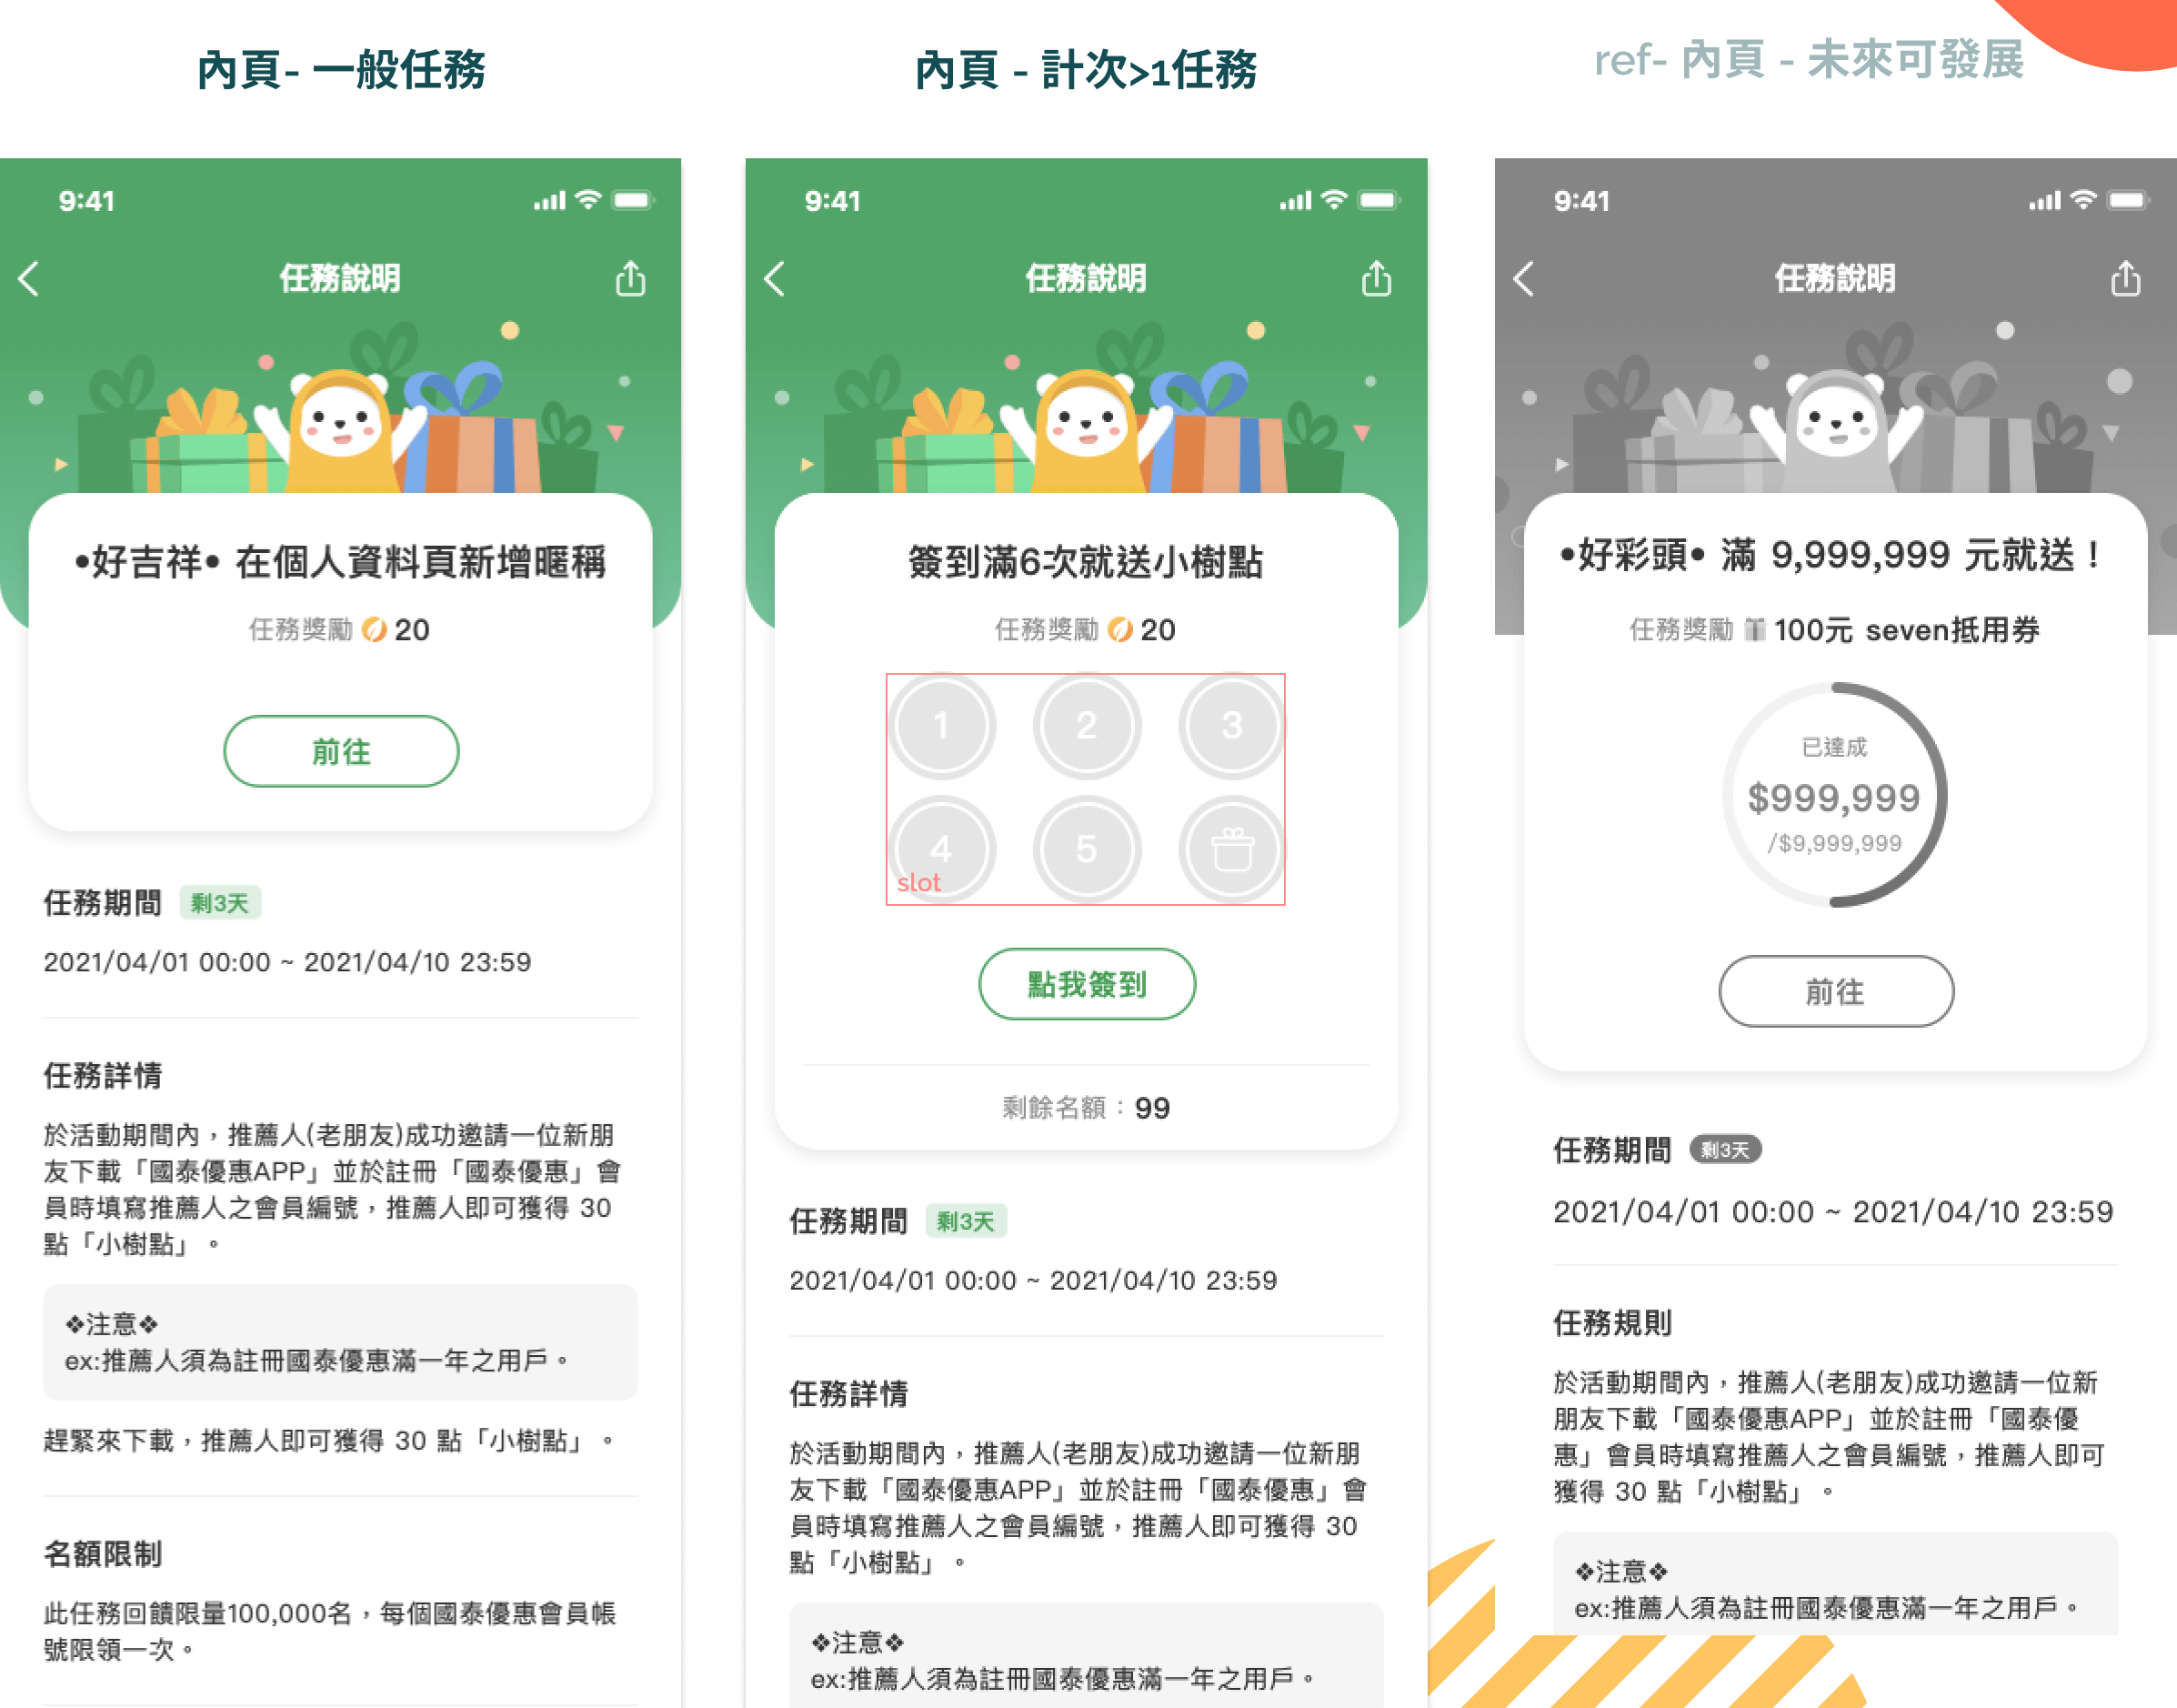 內頁- 一般任務
9:41
任務說明
•好吉祥• 在個人資料頁新增暱稱
任務獎勵 20
前往
任務期間 剩3天
2021/04/01 00:00 ~ 2021/04/10 23:59
任務詳情
於活動期間內，推薦人(老朋友)成功邀請一位新朋
友下載「國泰優惠APP」並於註冊「國泰優惠」會
員時填寫推薦人之會員編號，推薦人即可獲得 30
點「小樹點」。
❖注意❖
ex:推薦人須為註冊國泰優惠滿一年之用戶。
趕緊來下載，推薦人即可獲得 30 點「小樹點」。
名額限制
此任務回饋限量100,000名，每個國泰優惠會員帳
號限領一次。
內頁 - 計次>1任務
9:41
任務說明
簽到滿6次就送小樹點
任務獎勵 20
1 2 3
4 5
slot
點我簽到
剩餘名額：99
任務期間 剩3天
2021/04/01 00:00 ~ 2021/04/10 23:59
任務詳情
於活動期間內，推薦人(老朋友)成功邀請一位新朋
友下載「國泰優惠APP」並於註冊「國泰優惠」會
員時填寫推薦人之會員編號，推薦人即可獲得 30
點「小樹點」。
❖注意❖
ex:推薦人須為註冊國泰優惠滿一年之用戶。
ref- 內頁 - 未來可發展
9:41
任務說明
•好彩頭• 滿 9,999,999 元就送！
任務獎勵 100元 seven抵用券
已達成
$999,999
/$9,999,999
前往
任務期間 剩3天
2021/04/01 00:00 ~ 2021/04/10 23:59
任務規則
於活動期間內，推薦人(老朋友)成功邀請一位新
朋友下載「國泰優惠APP」並於註冊「國泰優
惠」會員時填寫推薦人之會員編號，推薦人即可
獲得 30 點「小樹點」。
❖注意❖
ex:推薦人須為註冊國泰優惠滿一年之用戶。